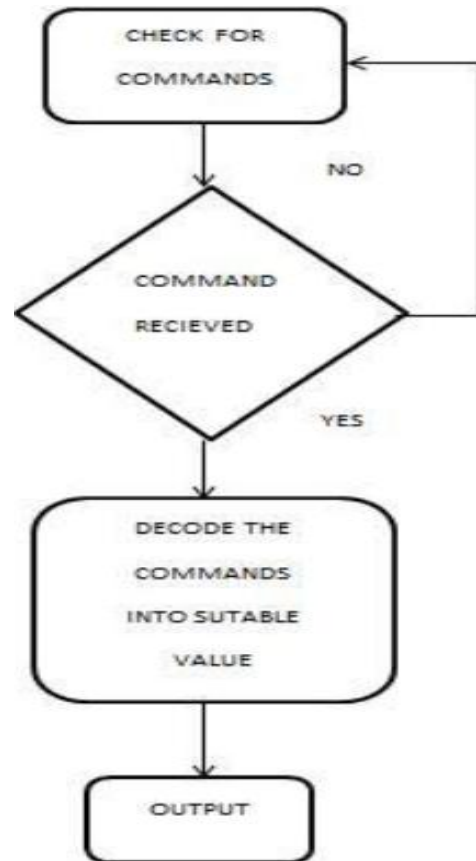 CHECK FOR
COMMANDS
NO
COMMAND
RECIEVED
YES
DECODE THE
COMMANDS
INTO SUTABLE
VALUE
OUTPUT